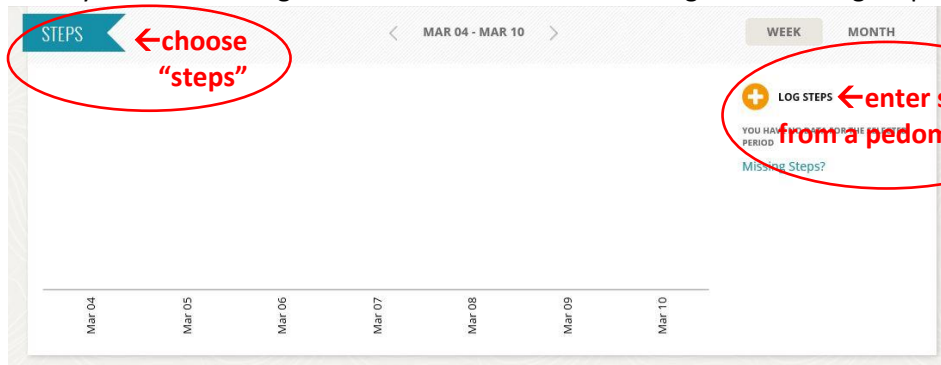 STEPS
←choose
"steps"
< MAR 04 - MAR 10 >
WEEK MONTH
LOG STEPS ←enter
YOU HAVE NO DATA FOR THE SELECTED
PERIOD
from a
Missing Steps?
Mar 04
Mar 05
Mar 06
Mar 07
Mar 08
Mar 09
Mar 10